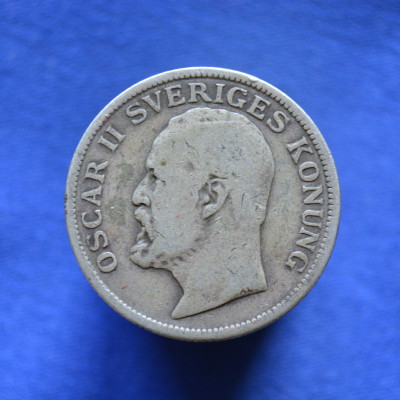 OSCAR II SVERIGES KONUNG